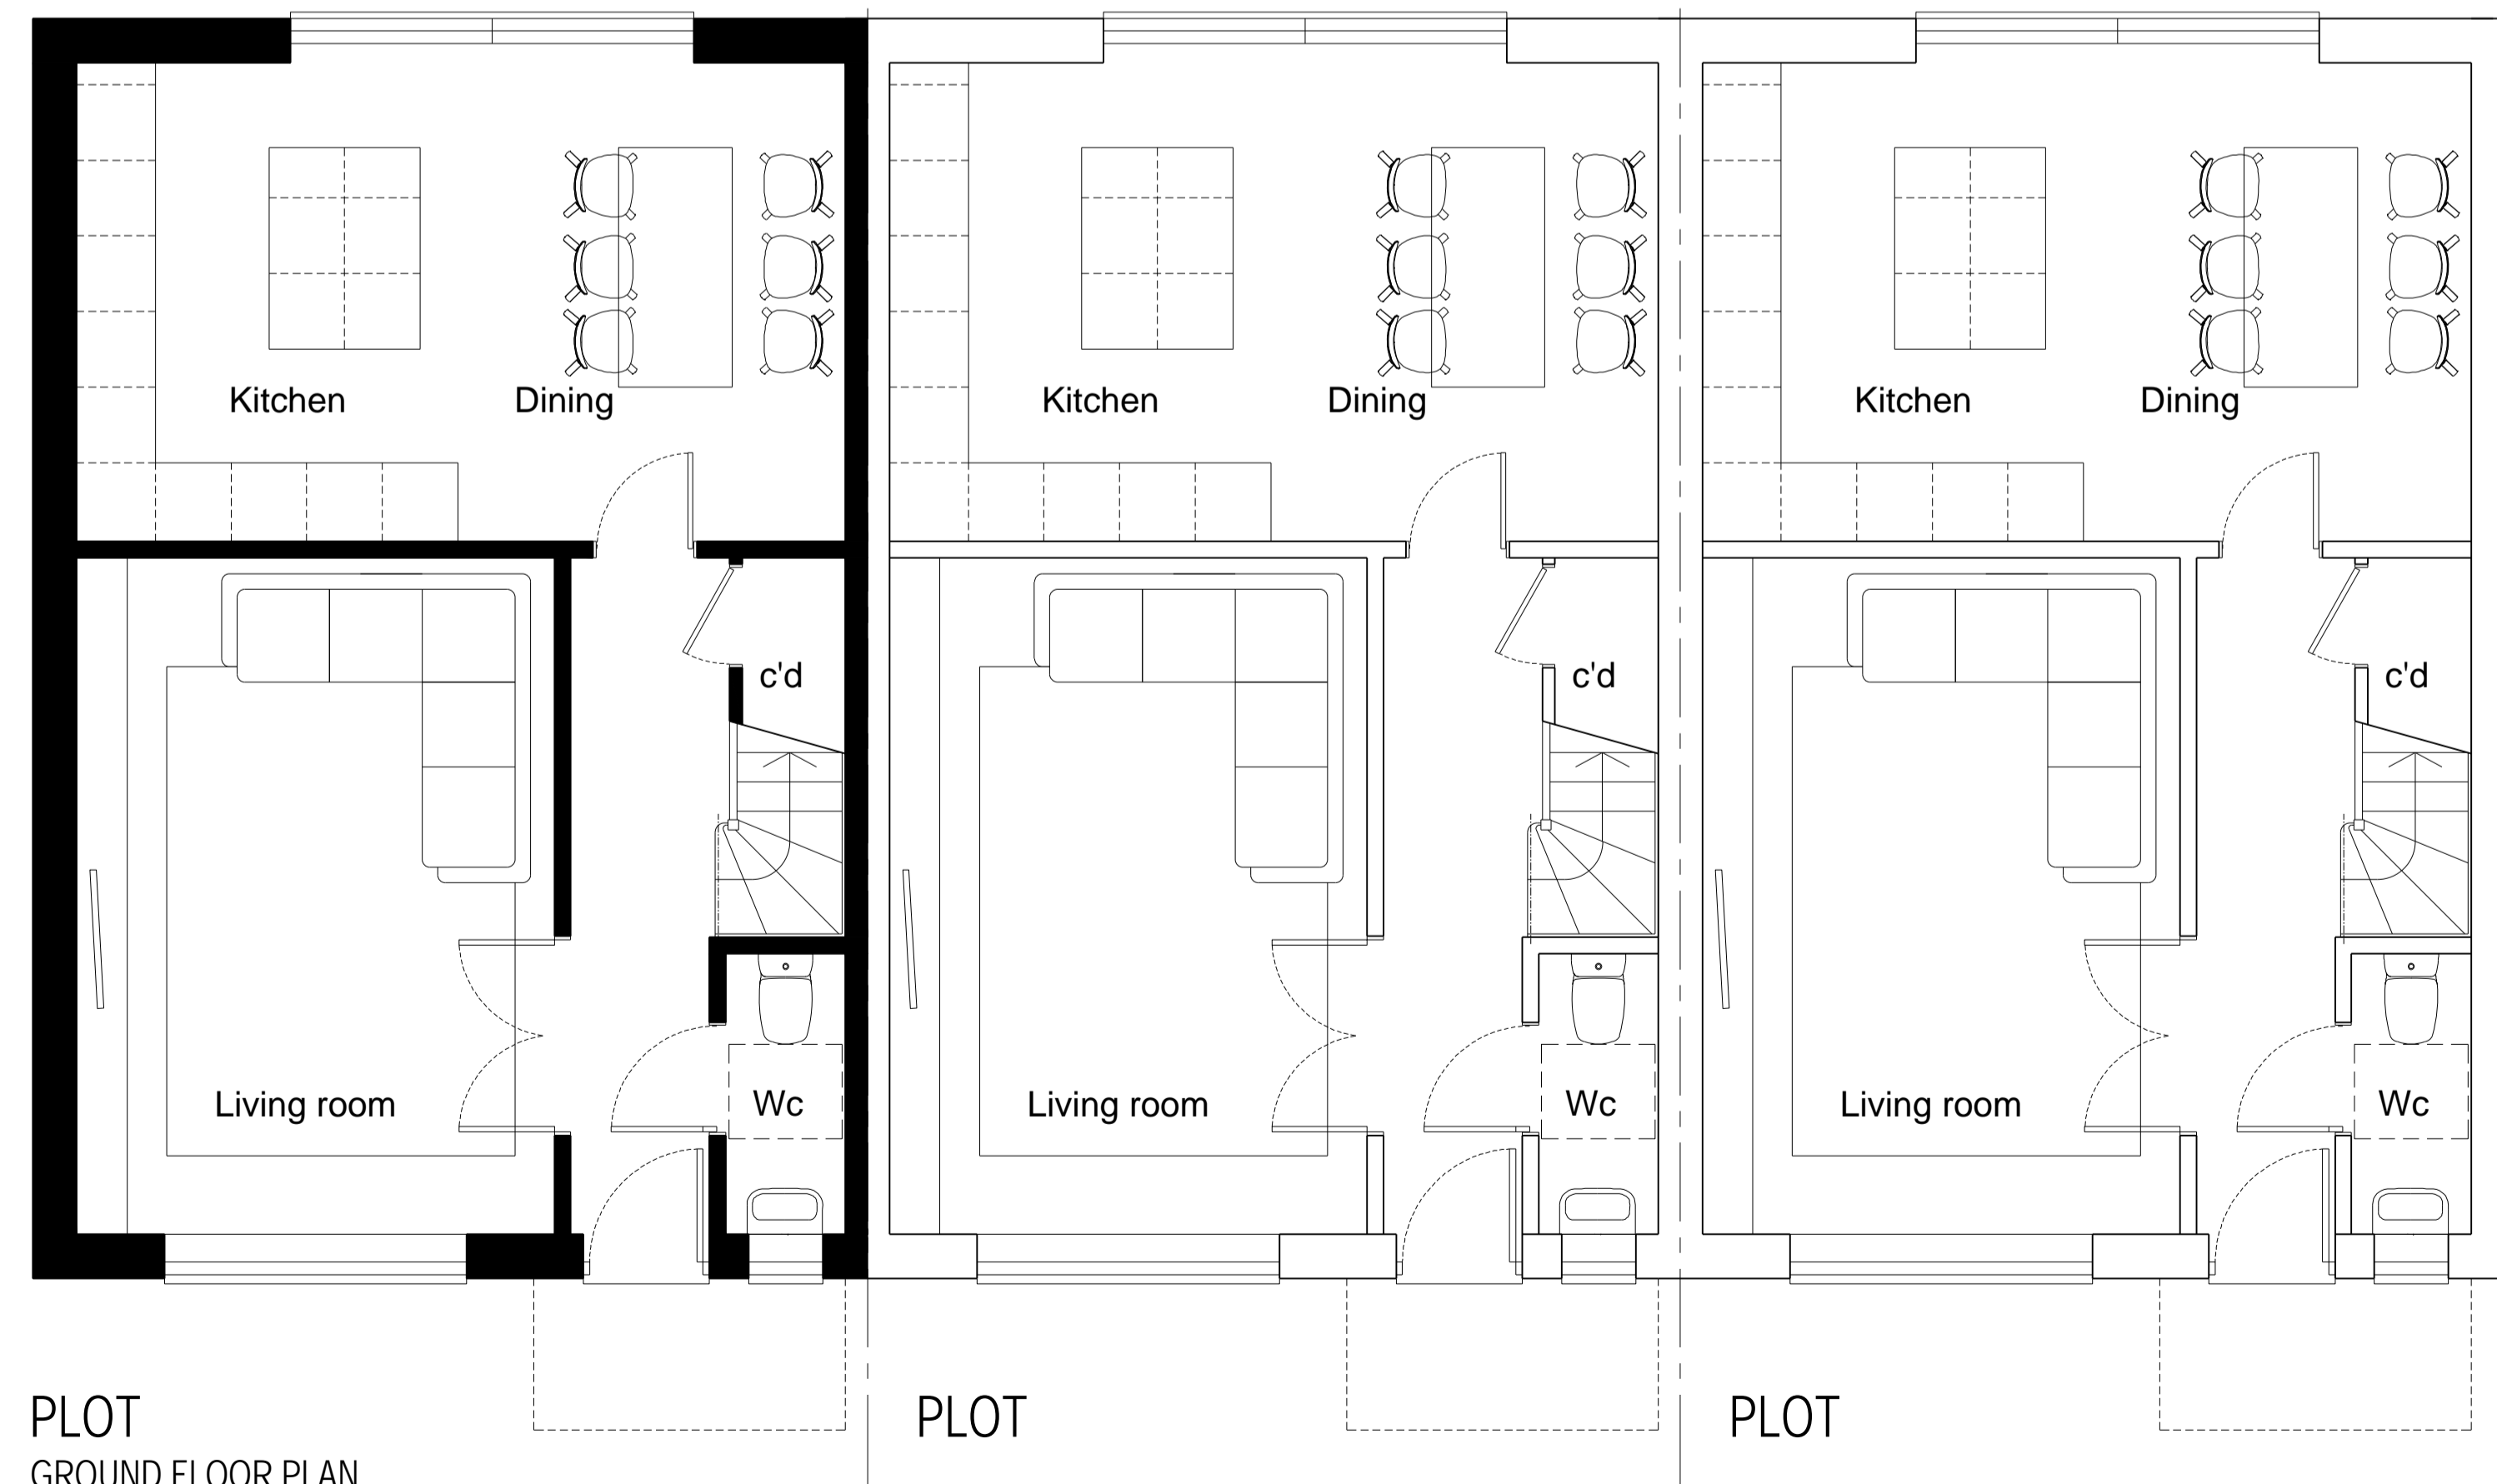 Kitchen Dining Kitchen Dining Kitchen Dining
c'd c'd c'd
Living room Wc Living room Wc Living room Wc
PLOT PLOT PLOT
GROUND FLOOR PLAN